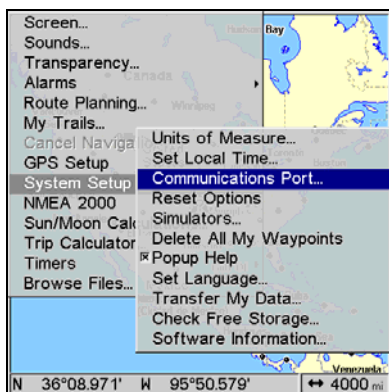 Screen...
Sounds...
Transparency...
Alarms
Route Planning...
My Trails...
Cancel Naviga
GPS Setup
System Setup
NMEA 2000
Sun/Moon Calc
Trip Calculator
Timers
Browse Files...
Units of Measure...
Set Local Time...
Communications Port...
Reset Options
Simulators...
Delete All My Waypoints
Popup Help
Set Language...
Transfer My Data...
Check Free Storage...
Software Information...
Hudson Bay
Canada
Winnipeg
Toronto
Venezuela
N 36°08.971' W 95°50.579' ↔ 4000 mi